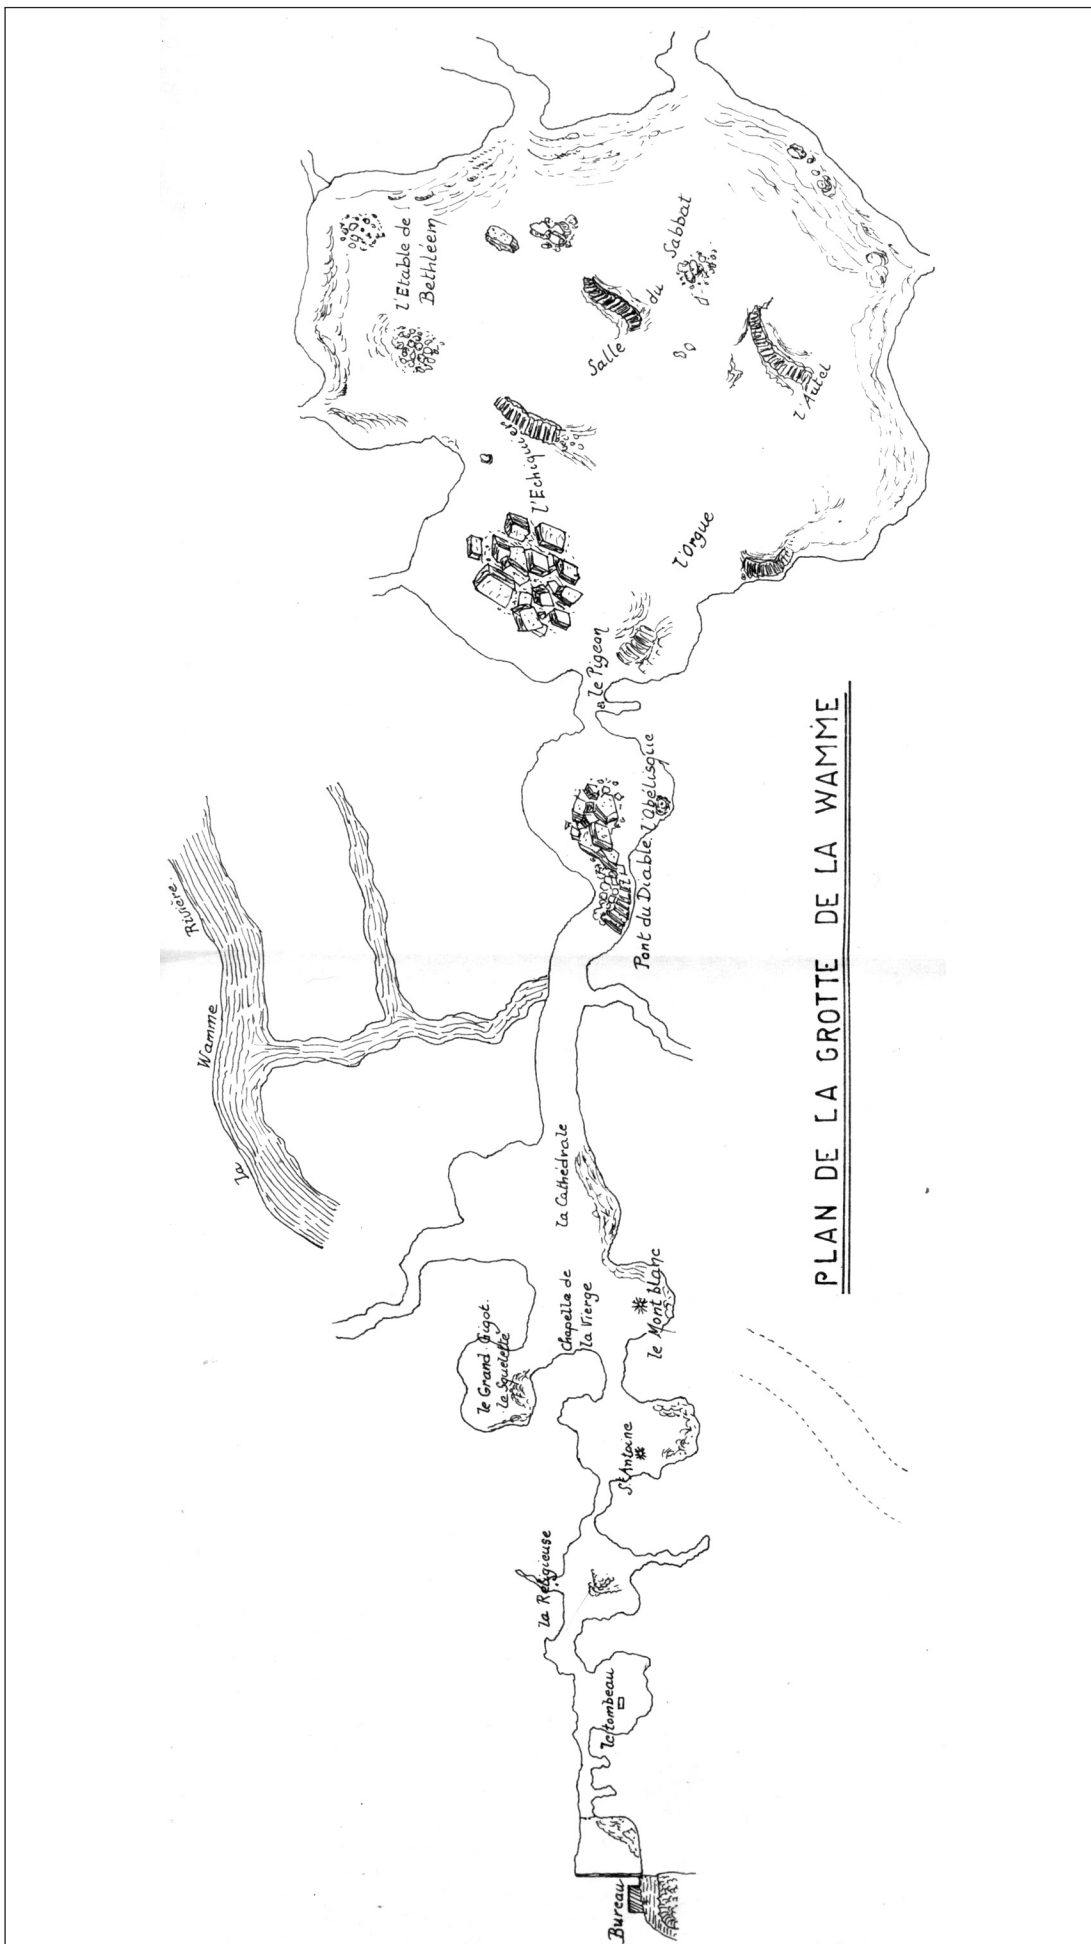 PLAN DE LA GROTTE DE LA WAMME
Bureau
le tombeau
la Religieuse
St Antoine
le Grand Gigot.
le Squelette
Chapelle de
la Vierge
le Mont blanc
la Cathédrale
La Wamme Rivière.
Pont du Diable
l'Obélisque
le Pigeon
l'Orgue
l'Echiquier
Salle du Sabbat
l'Autel
l'Etable de
Bethléem